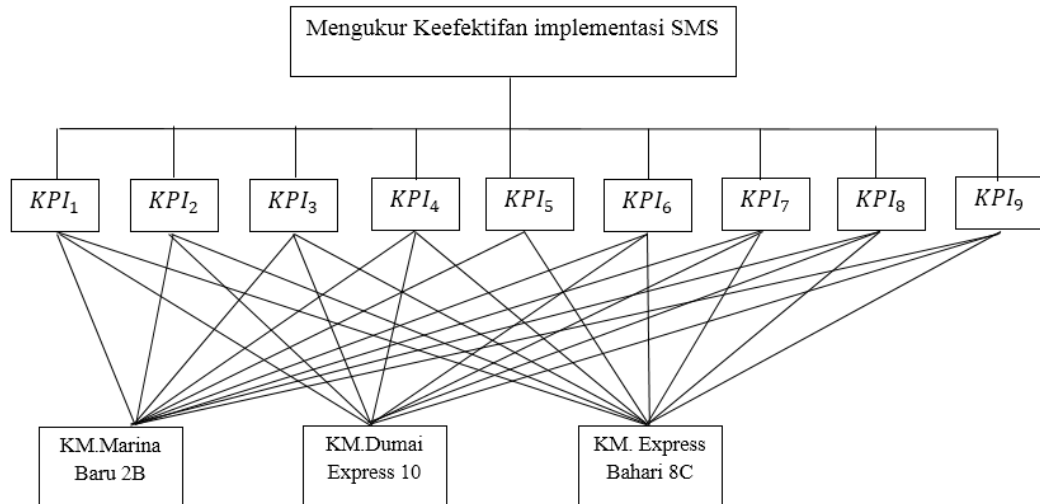 Mengukur Keefektifan implementasi SMS
KPI₁ KPI₂ KPI₃ KPI₄ KPI₅ KPI₆ KPI₇ KPI₈ KPI₉
KM.Marina
Baru 2B
KM.Dumai
Express 10
KM. Express
Bahari 8C